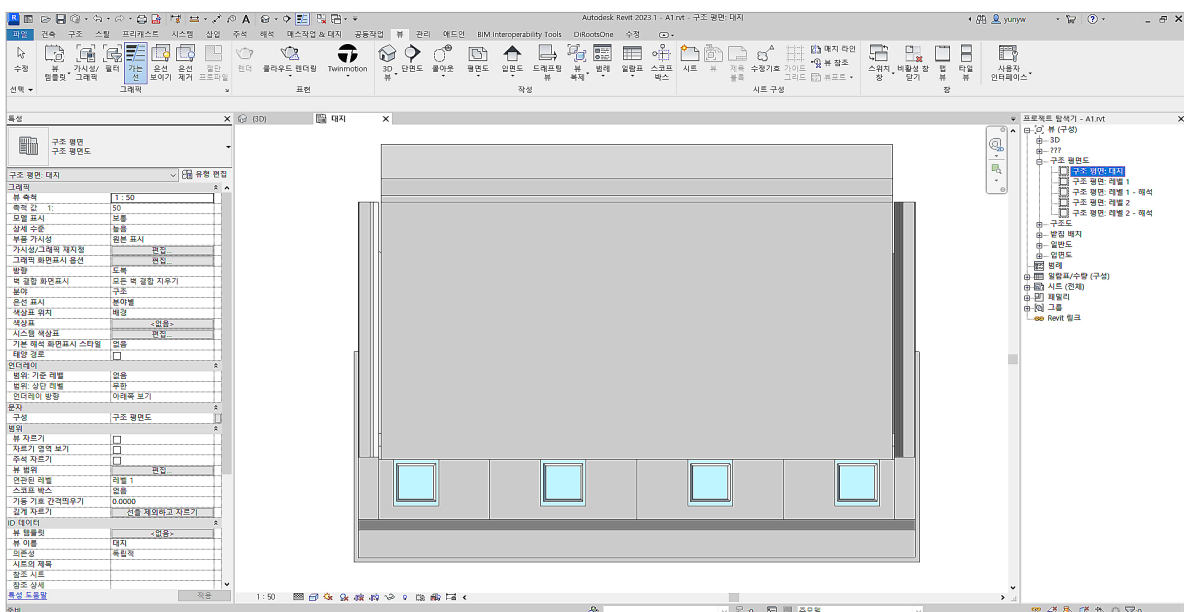 Autodesk Revit 2023.1 - A1.rvt - 구조 평면: 대지
yunyw
파일 건축 구조 스틸 프리캐스트 시스템 삽입 주석 해석 매스작업 & 대지 공동작업 뷰 관리 애드인 BIM Interoperability Tools DiRootsOne 수정
수정
뷰 템플릿
가시성/ 그래픽
필터
가는 선
은선 보이기
은선 제거
절단 프로파일
렌더
클라우드 렌더링
Twinmotion
3D 뷰
단면도
콜아웃
평면도
입면도
드래프팅 뷰
뷰 복제
범례
일람표
스코프 박스
시트
뷰
제목 블록
수정기호
가이드 그리드
매치 라인
뷰 참조
뷰포트
스위치 창
비활성 창 닫기
탭 뷰
타일 뷰
사용자 인터페이스
선택
그래픽
표현
작성
시트 구성
창
특성
구조 평면
구조 평면도
구조 평면: 대지
유형 편집
그래픽
뷰 축척 1 : 50
축척 값 1: 50
모델 표시 보통
상세 수준 높음
부품 가시성 원본 표시
가시성/그래픽 재지정 편집...
그래픽 화면표시 옵션 편집...
방향 도북
벽 결합 화면표시 모든 벽 결합 지우기
분야 구조
은선 표시 분야별
색상표 위치 배경
색상표 <없음>
시스템 색상표 편집...
기본 해석 화면표시 스타일 없음
태양 경로
언더레이
범위: 기준 레벨 없음
범위: 상단 레벨 무한
언더레이 방향 아래쪽 보기
문자
구성 구조 평면도
범위
뷰 자르기
자르기 영역 보기
주석 자르기
뷰 범위 편집...
연관된 레벨 레벨 1
스코프 박스 없음
기둥 기호 간격띄우기 0.0000
깊게 자르기 선을 제외하고 자르기
ID 데이터
뷰 템플릿 <없음>
뷰 이름 대지
의존성 독립적
시트의 제목
참조 시트
참조 상세
특성 도움말
적용
준비
{3D}
대지
2D
1 : 50
주모델
프로젝트 탐색기 - A1.rvt
뷰 (구성)
3D
???
구조 평면도
구조 평면: 대지
구조 평면: 레벨 1
구조 평면: 레벨 1 - 해석
구조 평면: 레벨 2
구조 평면: 레벨 2 - 해석
구조도
받침 배치
일반도
입면도
범례
일람표/수량 (구성)
시트 (전체)
패밀리
그룹
Revit 링크